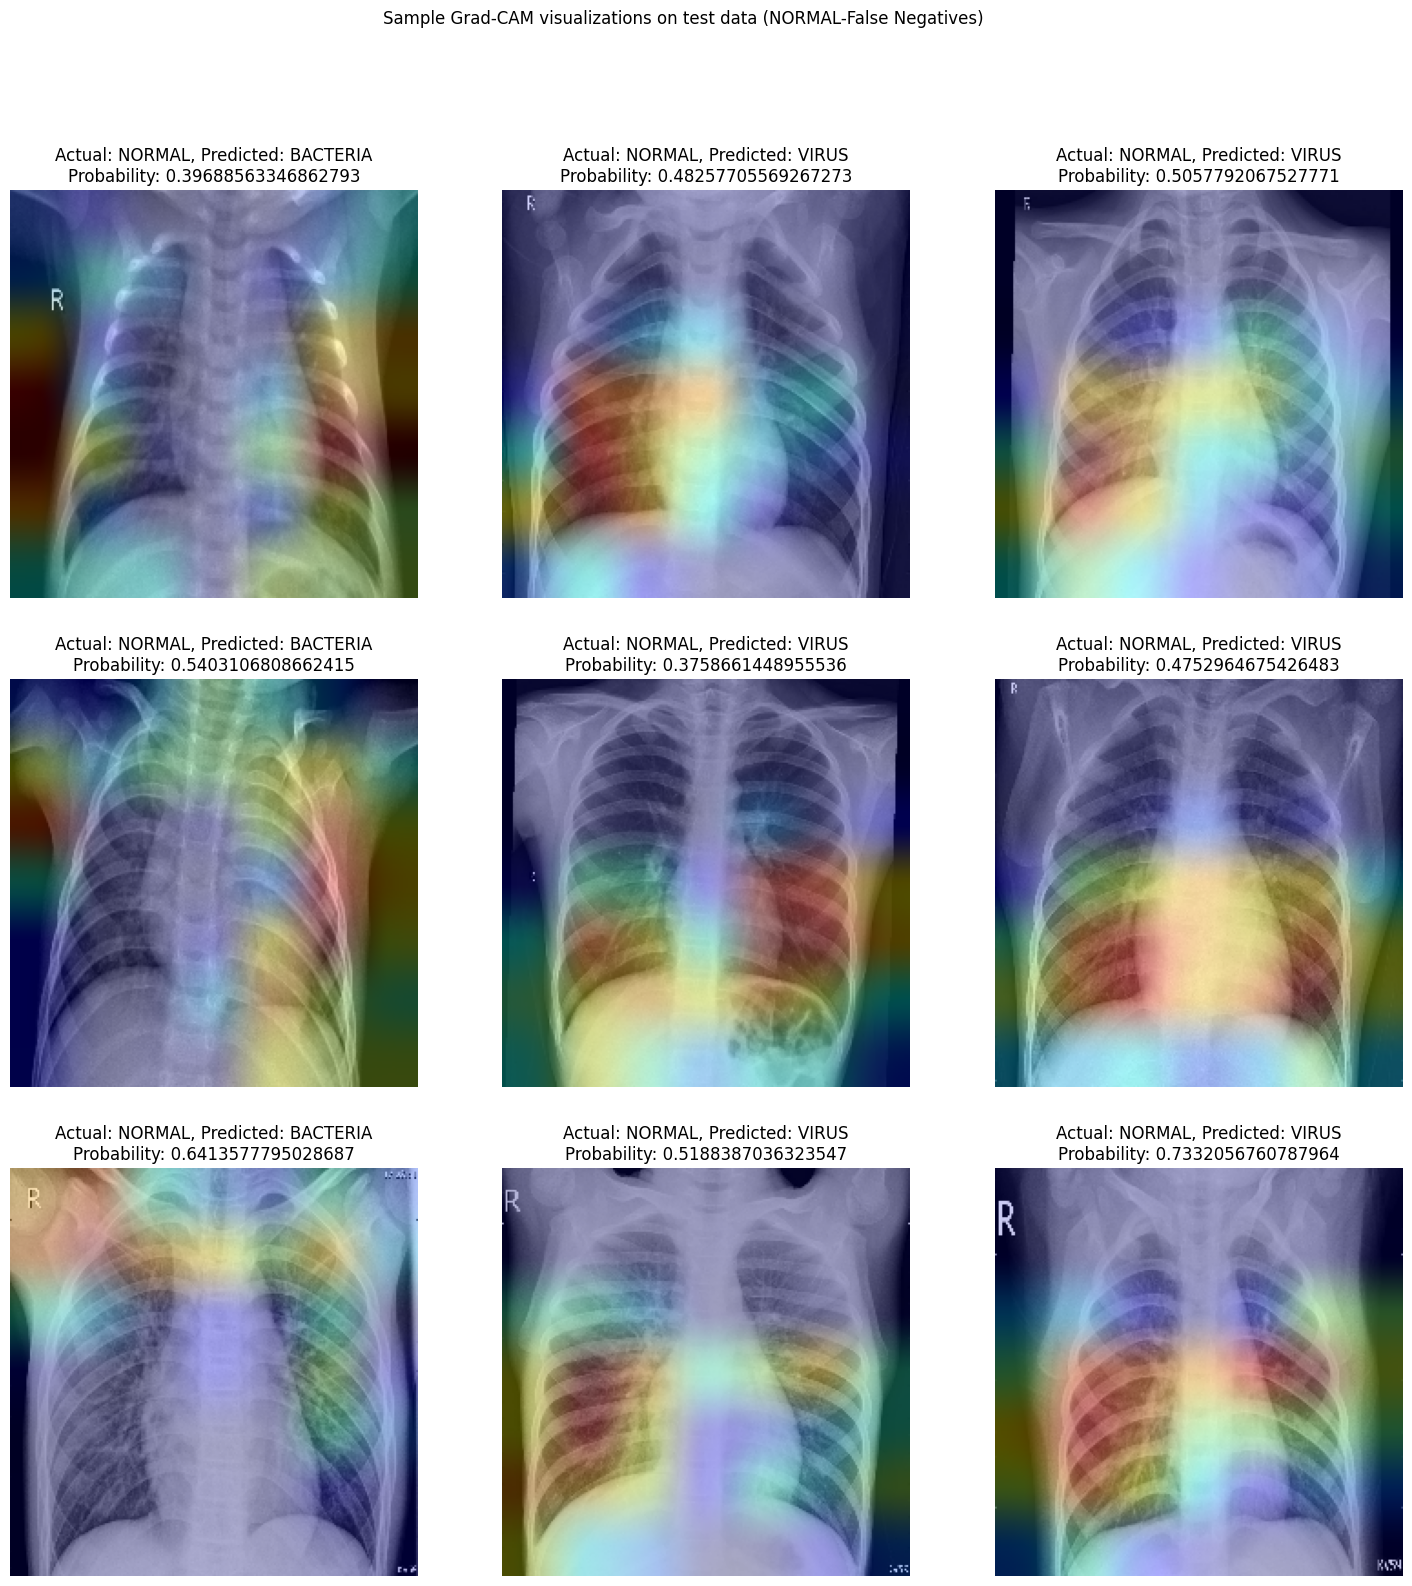 Sample Grad-CAM visualizations on test data (NORMAL-False Negatives)
Actual: NORMAL, Predicted: BACTERIA
Probability: 0.39688563346862793
Actual: NORMAL, Predicted: VIRUS
Probability: 0.48257705569267273
Actual: NORMAL, Predicted: VIRUS
Probability: 0.5057792067527771
R
R
Actual: NORMAL, Predicted: BACTERIA
Probability: 0.5403106808662415
Actual: NORMAL, Predicted: VIRUS
Probability: 0.3758661448955536
Actual: NORMAL, Predicted: VIRUS
Probability: 0.4752964675426483
R
Actual: NORMAL, Predicted: BACTERIA
Probability: 0.6413577795028687
Actual: NORMAL, Predicted: VIRUS
Probability: 0.5188387036323547
Actual: NORMAL, Predicted: VIRUS
Probability: 0.7332056760787964
R
R
R